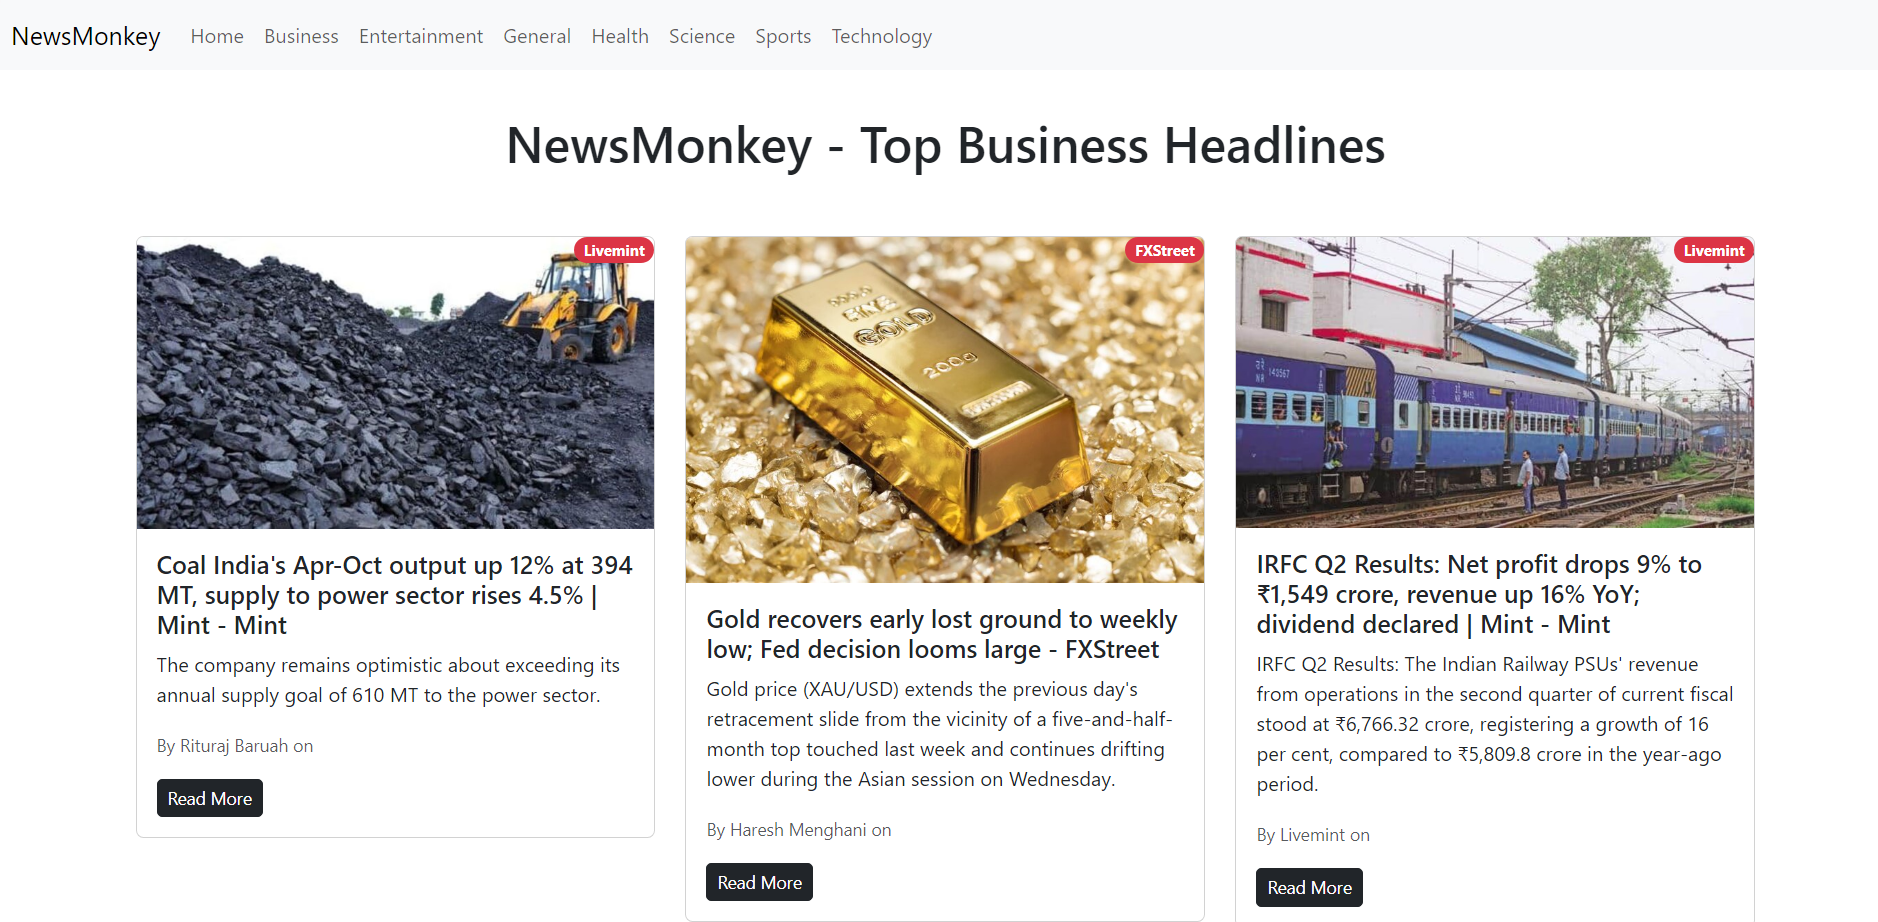 NewsMonkey Home Business Entertainment General Health Science Sports Technology
NewsMonkey - Top Business Headlines
Livemint
Coal India's Apr-Oct output up 12% at 394
MT, supply to power sector rises 4.5% |
Mint - Mint
The company remains optimistic about exceeding its
annual supply goal of 610 MT to the power sector.
By Rituraj Baruah on
Read More
FXStreet
FINE
GOLD
200g
Gold recovers early lost ground to weekly
low; Fed decision looms large - FXStreet
Gold price (XAU/USD) extends the previous day's
retracement slide from the vicinity of a five-and-half-
month top touched last week and continues drifting
lower during the Asian session on Wednesday.
By Haresh Menghani on
Read More
Livemint
NR 143567
IRFC Q2 Results: Net profit drops 9% to
₹1,549 crore, revenue up 16% YoY;
dividend declared | Mint - Mint
IRFC Q2 Results: The Indian Railway PSUs' revenue
from operations in the second quarter of current fiscal
stood at ₹6,766.32 crore, registering a growth of 16
per cent, compared to ₹5,809.8 crore in the year-ago
period.
By Livemint on
Read More